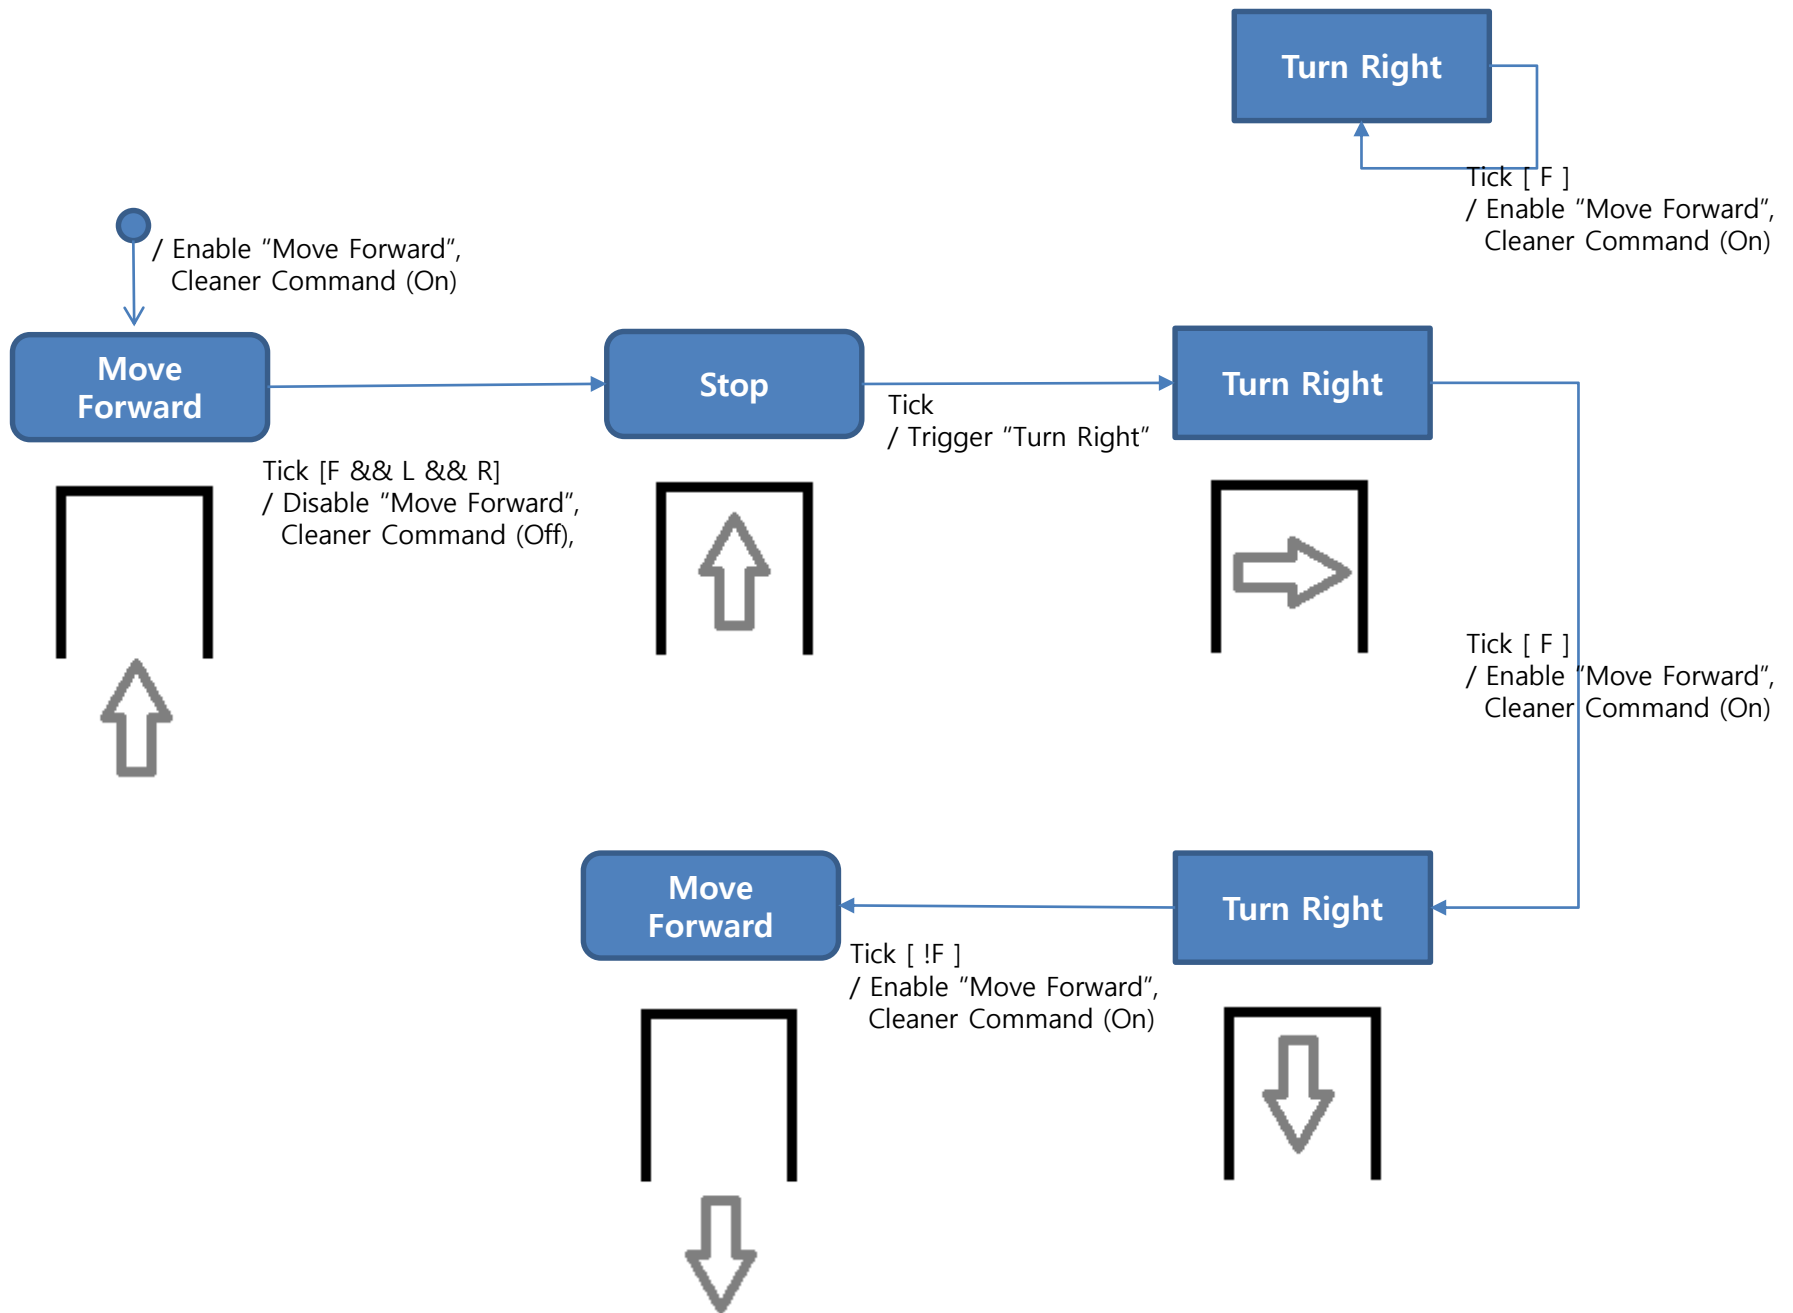 Turn Right
Tick [ F ]
/ Enable “Move Forward”,
Cleaner Command (On)
/ Enable “Move Forward”,
Cleaner Command (On)
Move
Forward
Stop
Turn Right
Tick
/ Trigger “Turn Right”
Tick [F && L && R]
/ Disable “Move Forward”,
Cleaner Command (Off),
Tick [ F ]
/ Enable “Move Forward”,
Cleaner Command (On)
Move
Forward
Turn Right
Tick [ !F ]
/ Enable “Move Forward”,
Cleaner Command (On)